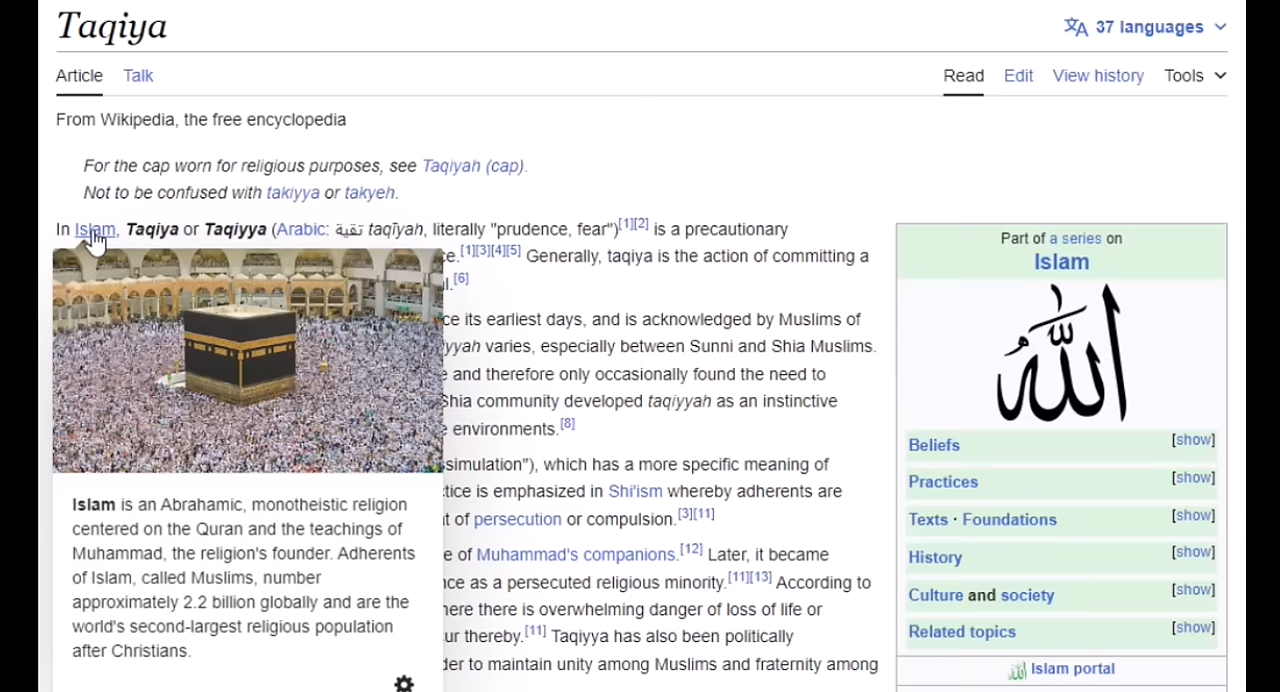 Taqiya
37 languages
Article Talk
Read Edit View history Tools
From Wikipedia, the free encyclopedia
For the cap worn for religious purposes, see Taqiyah (cap).
Not to be confused with takiyya or takyeh.
In Islam, Taqiya or Taqiyya (Arabic: تقیة taqīyah, literally "prudence, fear")[1][2] is a precautionary
[1][3][4][5] Generally, taqiya is the action of committing a
[6]
its earliest days, and is acknowledged by Muslims of
varies, especially between Sunni and Shia Muslims.
and therefore only occasionally found the need to
Shia community developed taqiyyah as an instinctive
environments.[8]
simulation"), which has a more specific meaning of
is emphasized in Shi'ism whereby adherents are
of persecution or compulsion.[3][11]
of Muhammad's companions.[12] Later, it became
as a persecuted religious minority.[11][13] According to
there is overwhelming danger of loss of life or
thereby.[11] Taqiyya has also been politically
to maintain unity among Muslims and fraternity among
Islam is an Abrahamic, monotheistic religion
centered on the Quran and the teachings of
Muhammad, the religion's founder. Adherents
of Islam, called Muslims, number
approximately 2.2 billion globally and are the
world's second-largest religious population
after Christians.
Part of a series on
Islam
الله
Beliefs [show]
Practices [show]
Texts · Foundations [show]
History [show]
Culture and society [show]
Related topics [show]
Islam portal